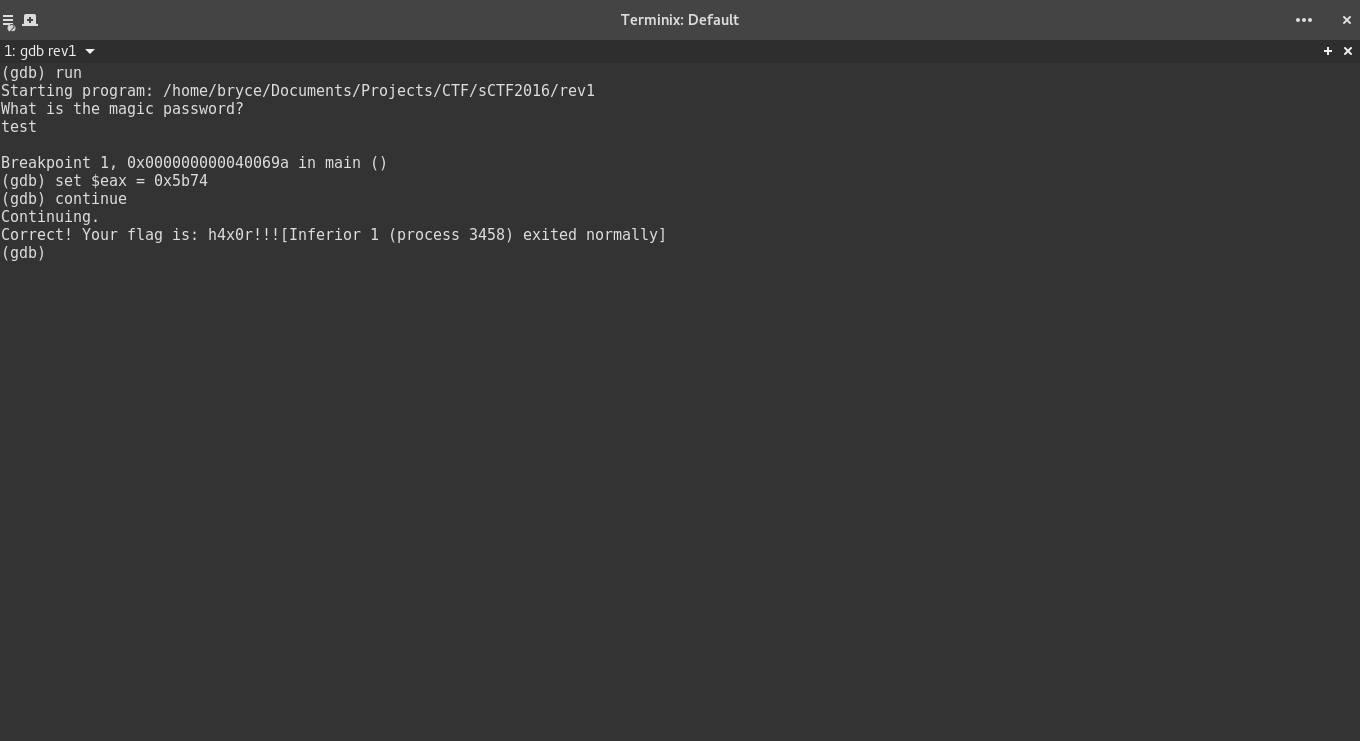 Terminix: Default
1: gdb rev1
(gdb) run
Starting program: /home/bryce/Documents/Projects/CTF/sCTF2016/rev1
What is the magic password?
test
Breakpoint 1, 0x000000000040069a in main ()
(gdb) set $eax = 0x5b74
(gdb) continue
Continuing.
Correct! Your flag is: h4x0r!!![Inferior 1 (process 3458) exited normally]
(gdb)